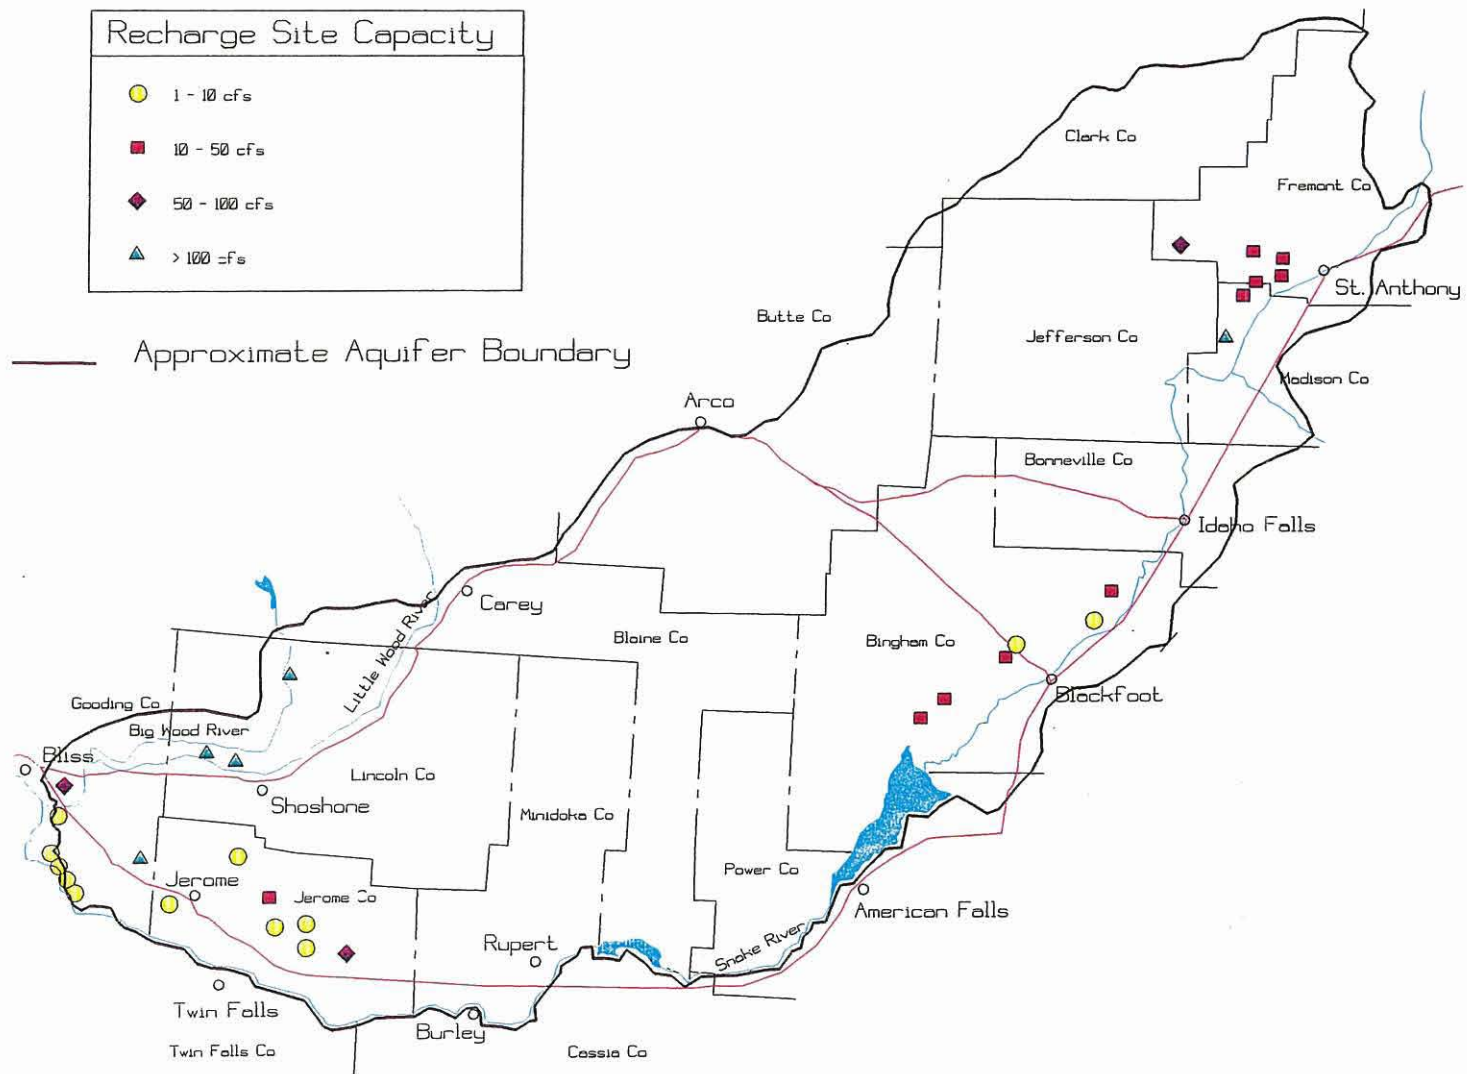 Recharge Site Capacity
1 - 10 cfs
10 - 50 cfs
50 - 100 cfs
> 100 cfs
Approximate Aquifer Boundary
Clark Co
Fremont Co
St. Anthony
Butte Co
Jefferson Co
Madison Co
Arco
Bonneville Co
Idaho Falls
Carey
Little Wood River
Blaine Co
Bingham Co
Blackfoot
Gooding Co
Big Wood River
Bliss
Lincoln Co
Shoshone
Minidoka Co
Power Co
Jerome
Jerome Co
American Falls
Rupert
Snake River
Twin Falls
Burley
Twin Falls Co
Cassia Co